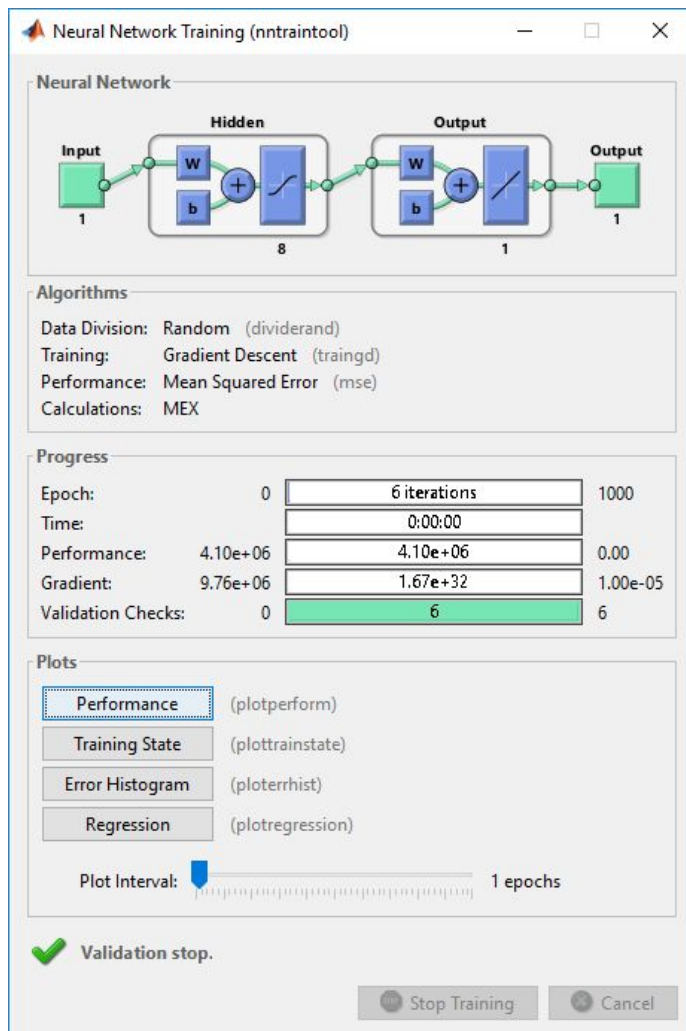 Neural Network Training (nntraintool)
Neural Network
Hidden
Output
Input
W
b
+
W
b
+
Output
1
8
1
1
Algorithms
Data Division: Random (dividerand)
Training: Gradient Descent (traingd)
Performance: Mean Squared Error (mse)
Calculations: MEX
Progress
Epoch: 0 6 iterations 1000
Time: 0:00:00
Performance: 4.10e+06 4.10e+06 0.00
Gradient: 9.76e+06 1.67e+32 1.00e-05
Validation Checks: 0 6 6
Plots
Performance (plotperform)
Training State (plottrainstate)
Error Histogram (ploterrhist)
Regression (plotregression)
Plot Interval: 1 epochs
Validation stop.
Stop Training Cancel